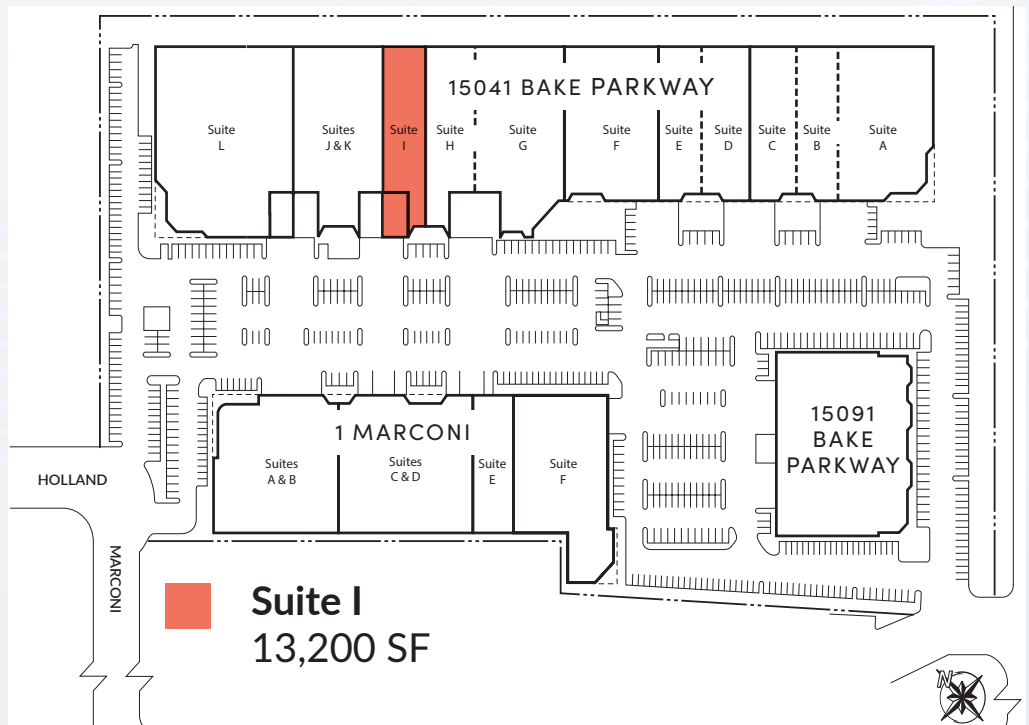 15041 BAKE PARKWAY
Suite
L
Suites
J & K
Suite
I
Suite
H
Suite
G
Suite
F
Suite
E
Suite
D
Suite
C
Suite
B
Suite
A
1 MARCONI
Suites
A & B
Suites
C & D
Suite
E
Suite
F
15091
BAKE
PARKWAY
HOLLAND
MARCONI
Suite I
13,200 SF
N